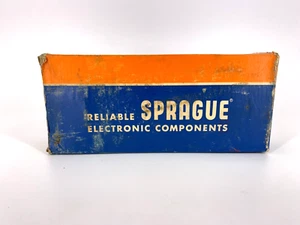 RELIABLE SPRAGUE®
ELECTRONIC COMPONENTS